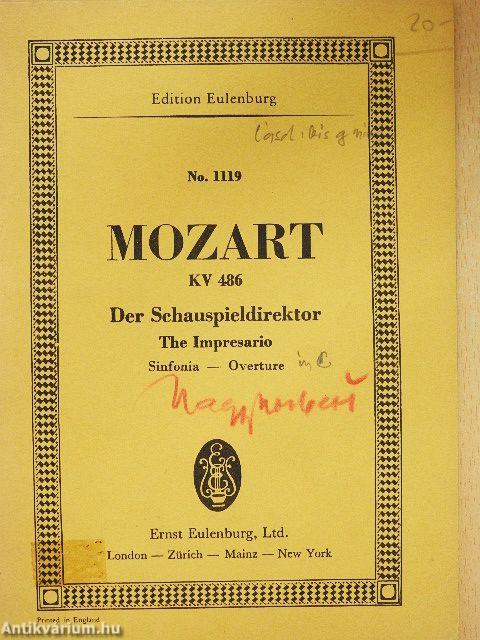 20-
Edition Eulenburg
No. 1119
MOZART
KV 486
Der Schauspieldirektor
The Impresario
Sinfonia — Overture in C
Ernst Eulenburg, Ltd.
London — Zürich — Mainz — New York
Printed in England
Antikvarium.hu